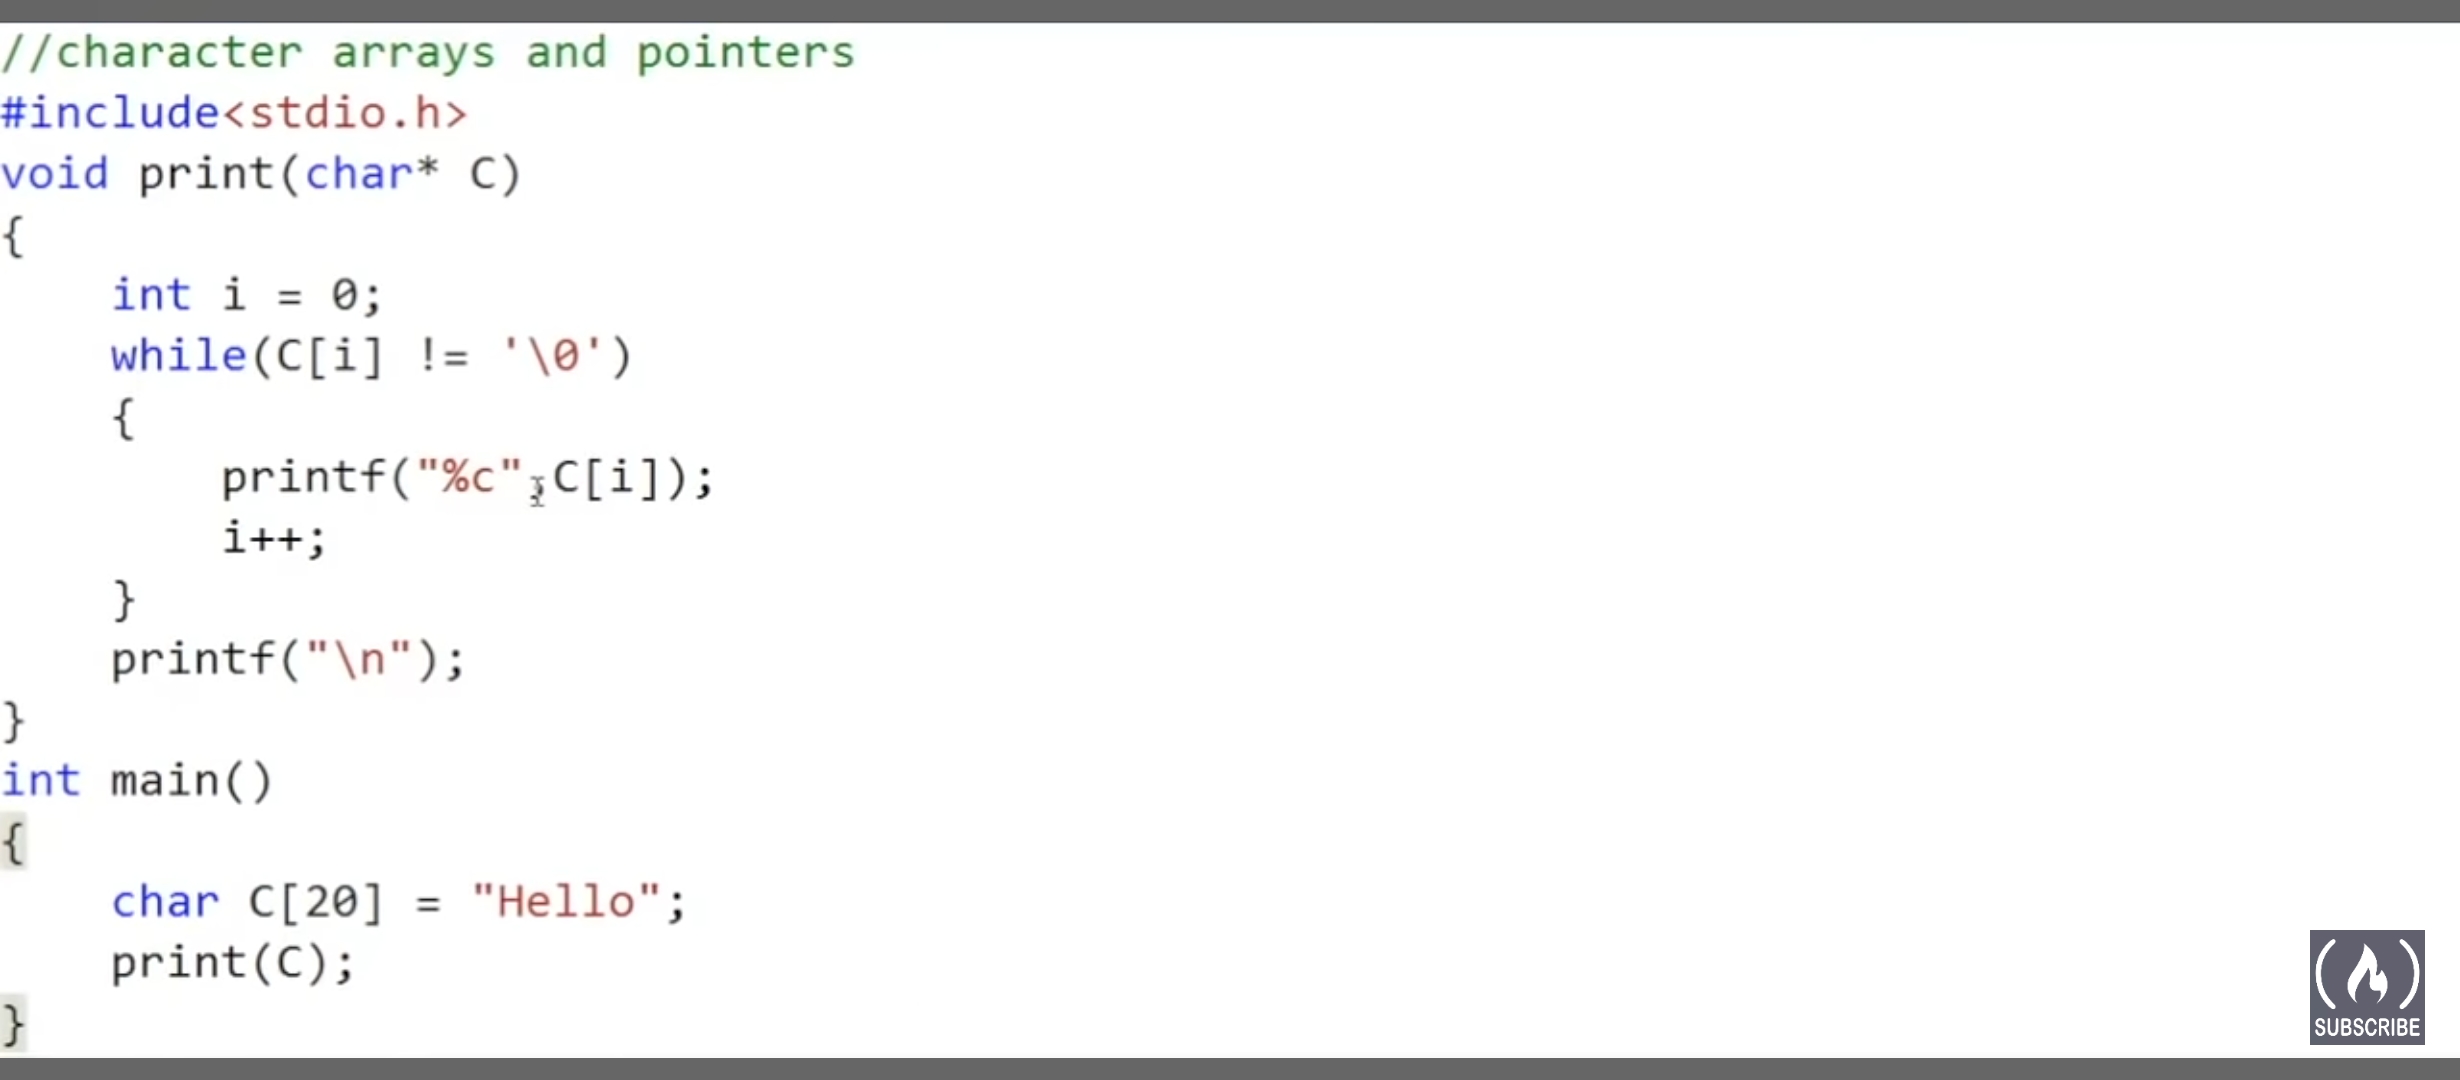 //character arrays and pointers
#include<stdio.h>
void print(char* C)
{
    int i = 0;
    while(C[i] != '\0')
    {
        printf("%c",C[i]);
        i++;
    }
    printf("\n");
}
int main()
{
    char C[20] = "Hello";
    print(C);
}
SUBSCRIBE